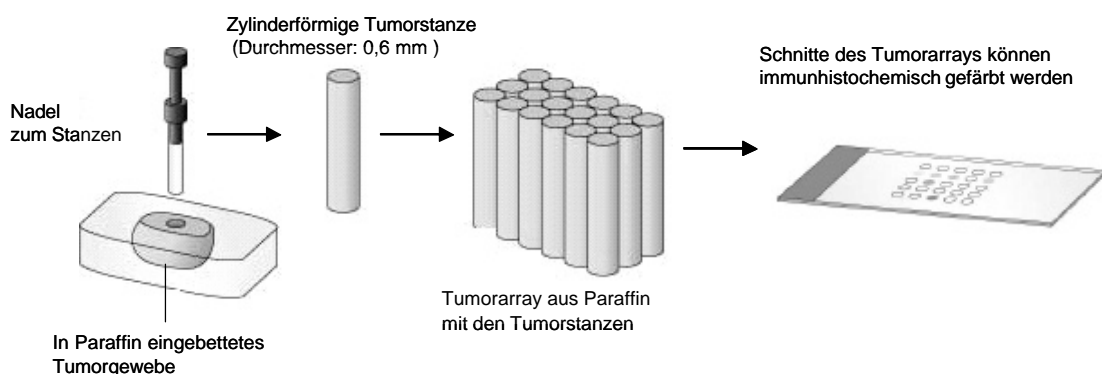 Zylinderförmige Tumorstanze
(Durchmesser: 0,6 mm )
Schnitte des Tumorarrays können
immunhistochemisch gefärbt werden
Nadel
zum Stanzen
Tumorarray aus Paraffin
mit den Tumorstanzen
In Paraffin eingebettetes
Tumorgewebe